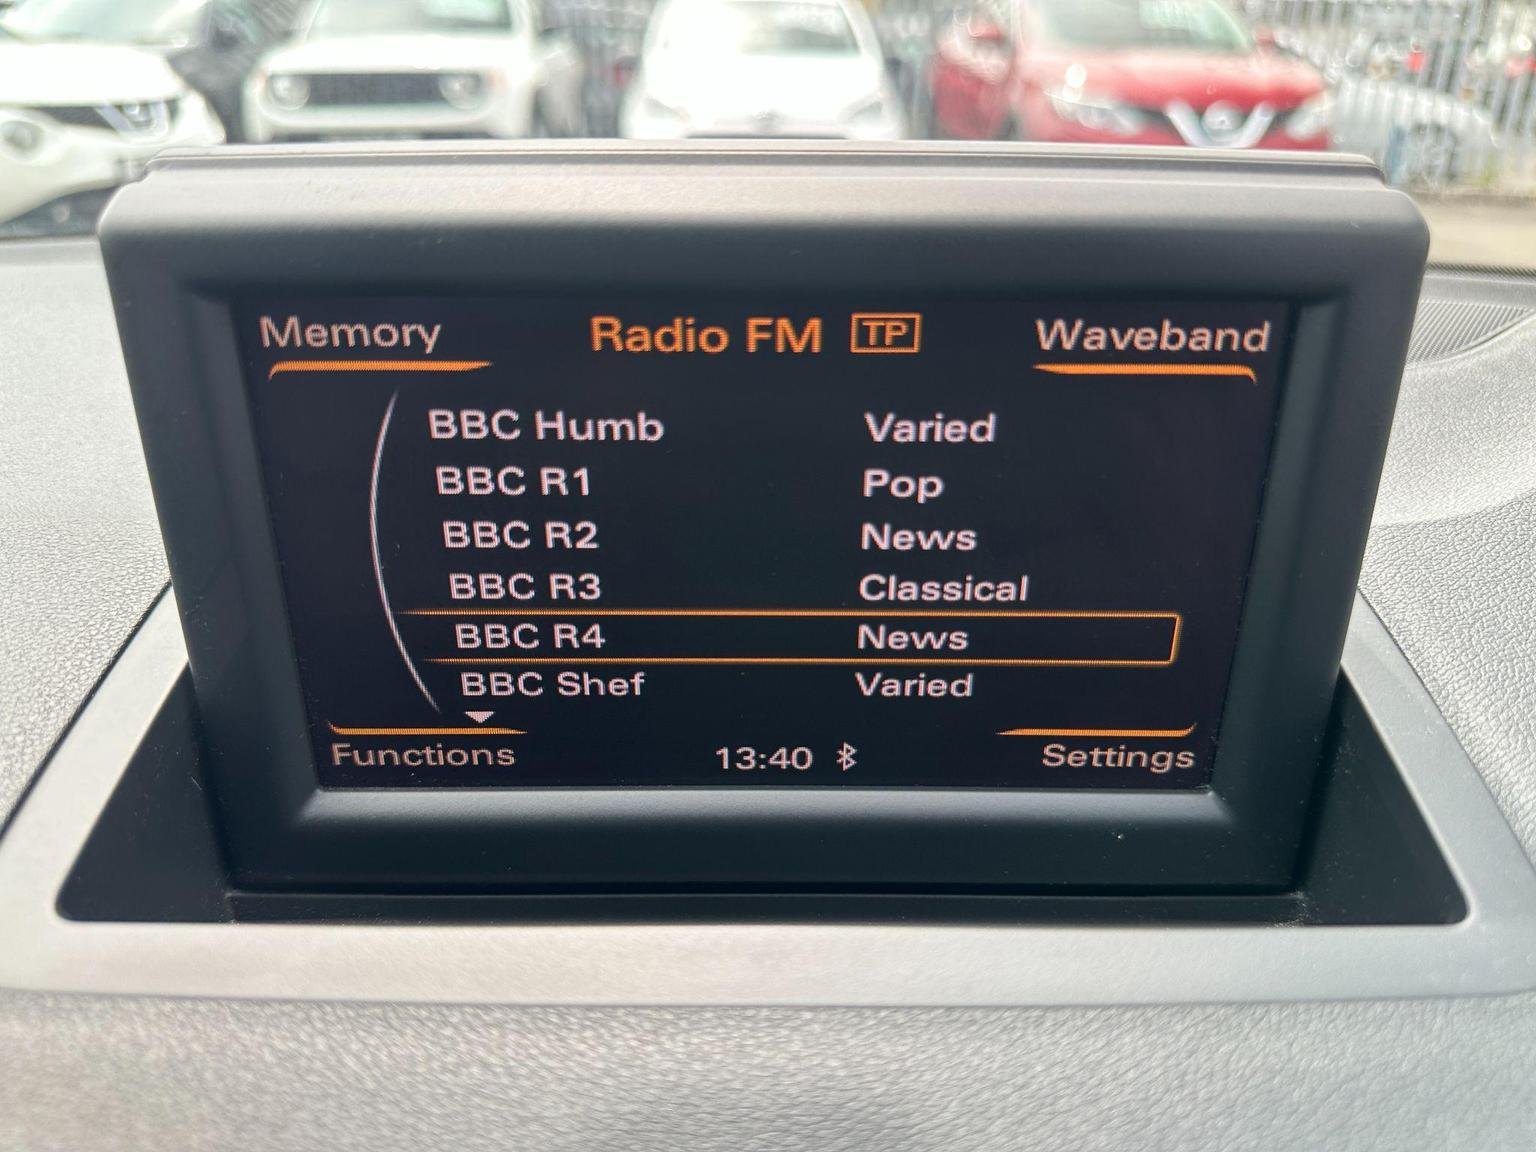 Memory Radio FM TP Waveband
BBC Humb Varied
BBC R1 Pop
BBC R2 News
BBC R3 Classical
BBC R4 News
BBC Shef Varied
Functions 13:40 Settings